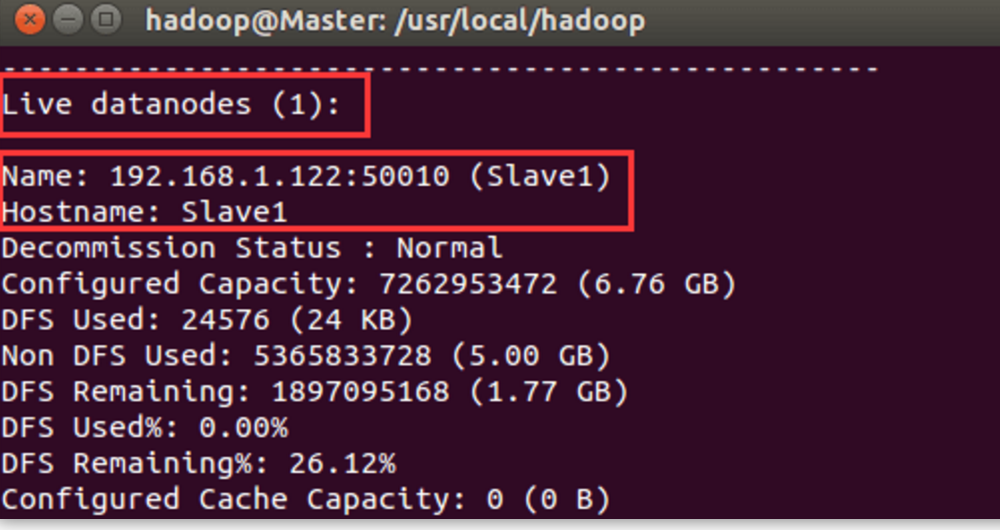 hadoop@Master: /usr/local/hadoop
-------------------------------------------------
Live datanodes (1):
Name: 192.168.1.122:50010 (Slave1)
Hostname: Slave1
Decommission Status : Normal
Configured Capacity: 7262953472 (6.76 GB)
DFS Used: 24576 (24 KB)
Non DFS Used: 5365833728 (5.00 GB)
DFS Remaining: 1897095168 (1.77 GB)
DFS Used%: 0.00%
DFS Remaining%: 26.12%
Configured Cache Capacity: 0 (0 B)